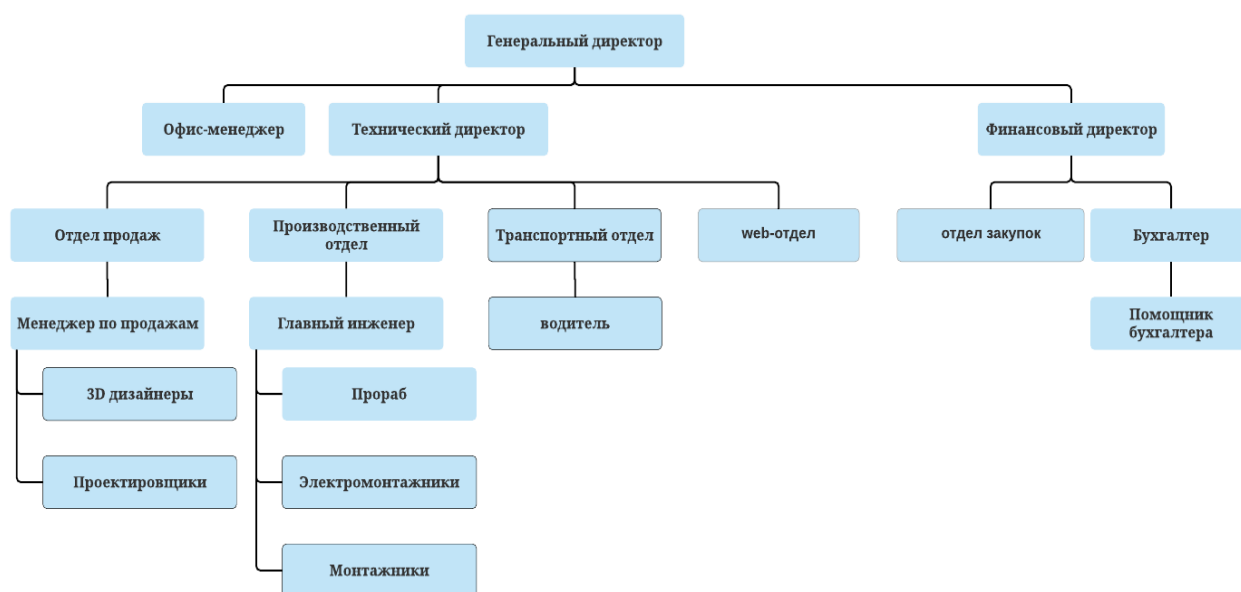 Генеральный директор
Офис-менеджер
Технический директор
Финансовый директор
Отдел продаж
Производственный
отдел
Транспортный отдел
web-отдел
отдел закупок
Бухгалтер
Менеджер по продажам
Главный инженер
водитель
Помощник
бухгалтера
3D дизайнеры
Прораб
Проектировщики
Электромонтажники
Монтажники